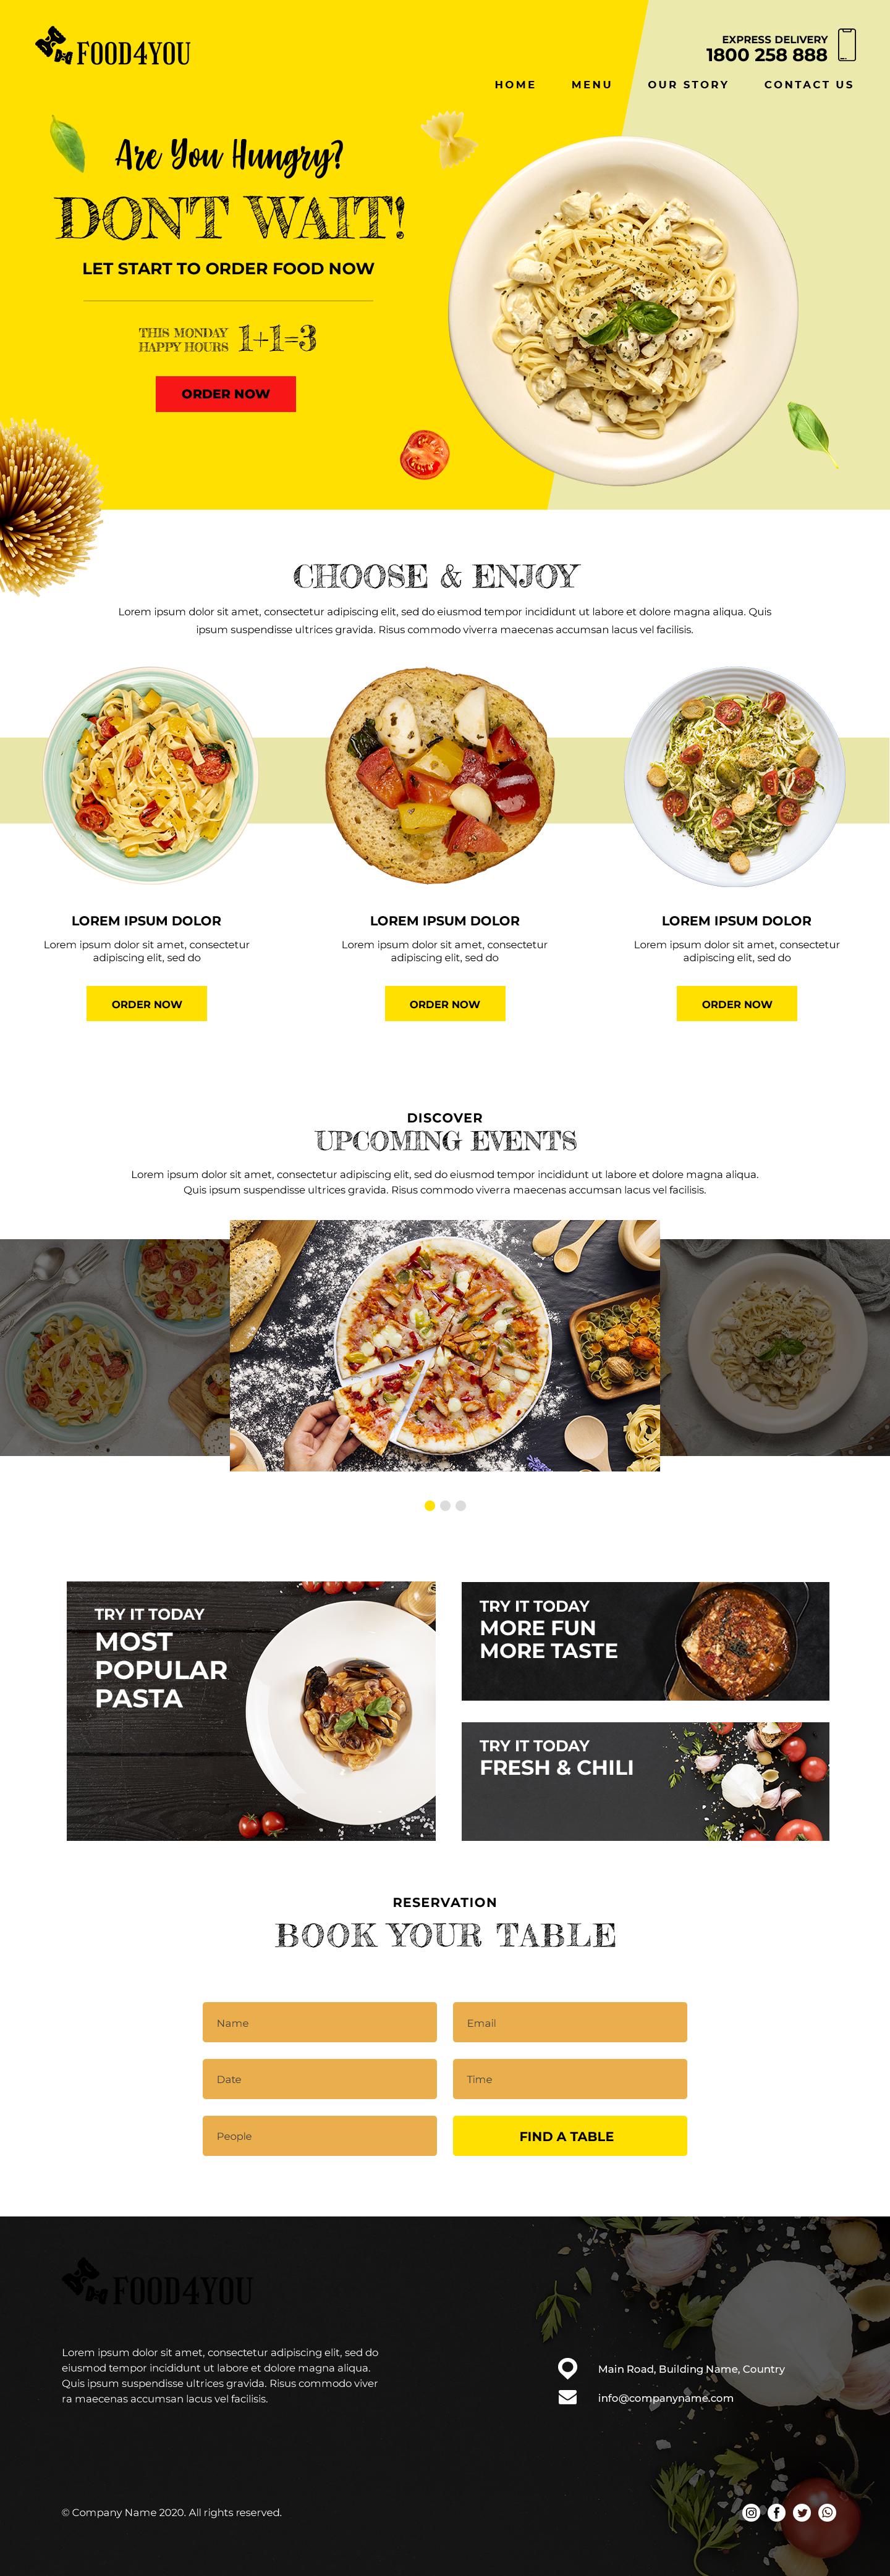 FOOD4YOU
EXPRESS DELIVERY
1800 258 888
HOME MENU OUR STORY CONTACT US
Are You Hungry?
DONT WAIT!
LET START TO ORDER FOOD NOW
THIS MONDAY
HAPPY HOURS
1+1=3
ORDER NOW
CHOOSE & ENJOY
Lorem ipsum dolor sit amet, consectetur adipiscing elit, sed do eiusmod tempor incididunt ut labore et dolore magna aliqua. Quis
ipsum suspendisse ultrices gravida. Risus commodo viverra maecenas accumsan lacus vel facilisis.
LOREM IPSUM DOLOR
Lorem ipsum dolor sit amet, consectetur
adipiscing elit, sed do
ORDER NOW
LOREM IPSUM DOLOR
Lorem ipsum dolor sit amet, consectetur
adipiscing elit, sed do
ORDER NOW
LOREM IPSUM DOLOR
Lorem ipsum dolor sit amet, consectetur
adipiscing elit, sed do
ORDER NOW
DISCOVER
UPCOMING EVENTS
Lorem ipsum dolor sit amet, consectetur adipiscing elit, sed do eiusmod tempor incididunt ut labore et dolore magna aliqua.
Quis ipsum suspendisse ultrices gravida. Risus commodo viverra maecenas accumsan lacus vel facilisis.
TRY IT TODAY
MOST
POPULAR
PASTA
TRY IT TODAY
MORE FUN
MORE TASTE
TRY IT TODAY
FRESH & CHILI
RESERVATION
BOOK YOUR TABLE
Name
Email
Date
Time
People
FIND A TABLE
FOOD4YOU
Lorem ipsum dolor sit amet, consectetur adipiscing elit, sed do
eiusmod tempor incididunt ut labore et dolore magna aliqua.
Quis ipsum suspendisse ultrices gravida. Risus commodo viver
ra maecenas accumsan lacus vel facilisis.
Main Road, Building Name, Country
info@companyname.com
© Company Name 2020. All rights reserved.